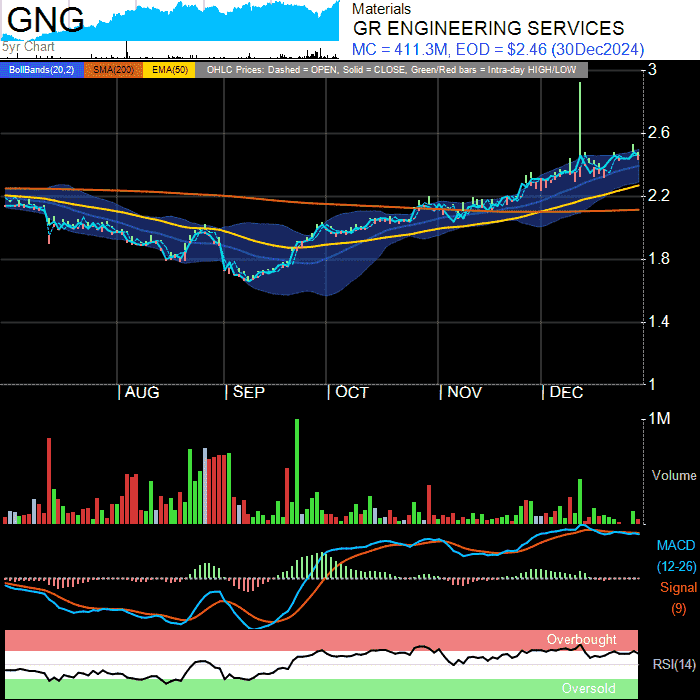 GNG
5yr Chart
Materials
GR ENGINEERING SERVICES
MC = 411.3M, EOD = $2.46 (30Dec2024)
BollBands(20,2) SMA(200) EMA(50) OHLC Prices: Dashed = OPEN, Solid = CLOSE, Green/Red bars = Intra-day HIGH/LOW
3
2.6
2.2
1.8
1.4
1
AUG SEP OCT NOV DEC
1M
Volume
MACD
(12-26)
Signal
(9)
Overbought
RSI(14)
Oversold